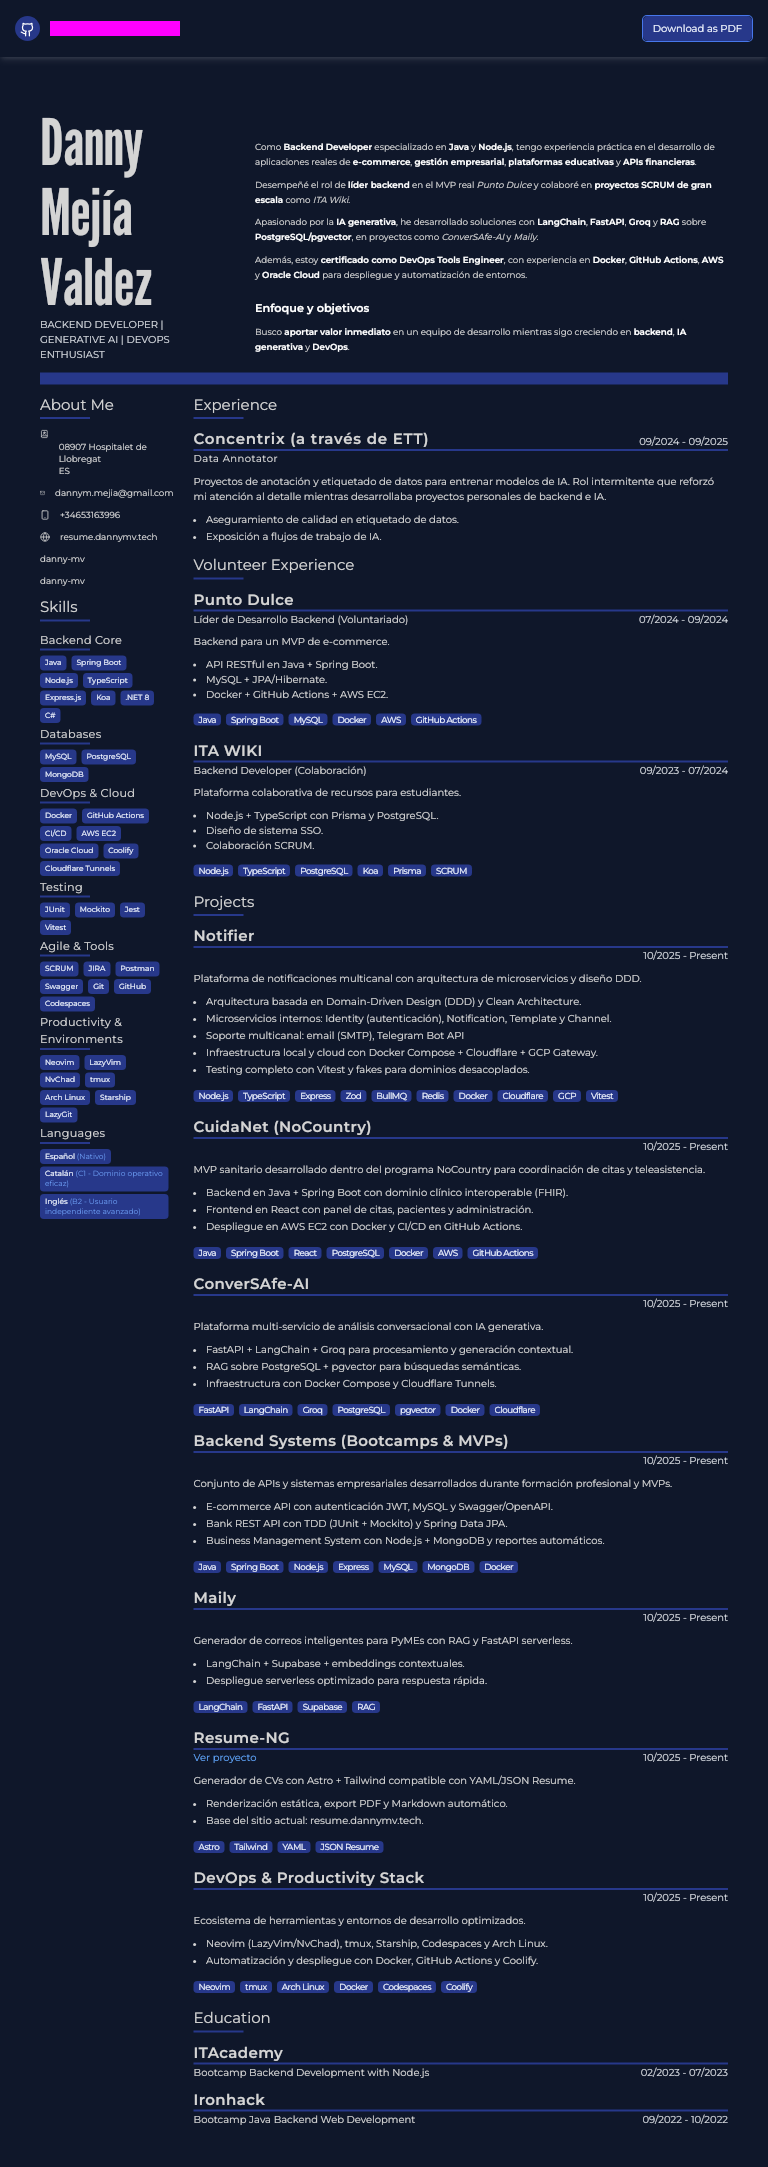 Download as PDF
Danny
Mejía
Valdez
BACKEND DEVELOPER |
GENERATIVE AI | DEVOPS
ENTHUSIAST
Como Backend Developer especializado en Java y Node.js, tengo experiencia práctica en el desarrollo de
aplicaciones reales de e-commerce, gestión empresarial, plataformas educativas y APIs financieras.
Desempeñé el rol de líder backend en el MVP real Punto Dulce y colaboré en proyectos SCRUM de gran
escala como ITA Wiki.
Apasionado por la IA generativa, he desarrollado soluciones con LangChain, FastAPI, Groq y RAG sobre
PostgreSQL/pgvector, en proyectos como ConverSAfe-AI y Maily.
Además, estoy certificado como DevOps Tools Engineer, con experiencia en Docker, GitHub Actions, AWS
y Oracle Cloud para despliegue y automatización de entornos.
Enfoque y objetivos
Busco aportar valor inmediato en un equipo de desarrollo mientras sigo creciendo en backend, IA
generativa y DevOps.
About Me
08907 Hospitalet de
Llobregat
ES
dannym.mejia@gmail.com
+34653163996
resume.dannymv.tech
danny-mv
danny-mv
Skills
Backend Core
Java Spring Boot
Node.js TypeScript
Express.js Koa .NET 8
C#
Databases
MySQL PostgreSQL
MongoDB
DevOps & Cloud
Docker GitHub Actions
CI/CD AWS EC2
Oracle Cloud Coolify
Cloudflare Tunnels
Testing
JUnit Mockito Jest
Vitest
Agile & Tools
SCRUM JIRA Postman
Swagger Git GitHub
Codespaces
Productivity &
Environments
Neovim LazyVim
NvChad tmux
Arch Linux Starship
LazyGit
Languages
Español (Nativo)
Catalán (C1 - Dominio operativo
eficaz)
Inglés (B2 - Usuario
independiente avanzado)
Experience
Concentrix (a través de ETT) 09/2024 - 09/2025
Data Annotator
Proyectos de anotación y etiquetado de datos para entrenar modelos de IA. Rol intermitente que reforzó
mi atención al detalle mientras desarrollaba proyectos personales de backend e IA.
• Aseguramiento de calidad en etiquetado de datos.
• Exposición a flujos de trabajo de IA.
Volunteer Experience
Punto Dulce
Líder de Desarrollo Backend (Voluntariado) 07/2024 - 09/2024
Backend para un MVP de e-commerce.
• API RESTful en Java + Spring Boot.
• MySQL + JPA/Hibernate.
• Docker + GitHub Actions + AWS EC2.
Java Spring Boot MySQL Docker AWS GitHub Actions
ITA WIKI
Backend Developer (Colaboración) 09/2023 - 07/2024
Plataforma colaborativa de recursos para estudiantes.
• Node.js + TypeScript con Prisma y PostgreSQL.
• Diseño de sistema SSO.
• Colaboración SCRUM.
Node.js TypeScript PostgreSQL Koa Prisma SCRUM
Projects
Notifier
10/2025 - Present
Plataforma de notificaciones multicanal con arquitectura de microservicios y diseño DDD.
• Arquitectura basada en Domain-Driven Design (DDD) y Clean Architecture.
• Microservicios internos: Identity (autenticación), Notification, Template y Channel.
• Soporte multicanal: email (SMTP), Telegram Bot API
• Infraestructura local y cloud con Docker Compose + Cloudflare + GCP Gateway.
• Testing completo con Vitest y fakes para dominios desacoplados.
Node.js TypeScript Express Zod BullMQ Redis Docker Cloudflare GCP Vitest
CuidaNet (NoCountry)
10/2025 - Present
MVP sanitario desarrollado dentro del programa NoCountry para coordinación de citas y teleasistencia.
• Backend en Java + Spring Boot con dominio clínico interoperable (FHIR).
• Frontend en React con panel de citas, pacientes y administración.
• Despliegue en AWS EC2 con Docker y CI/CD en GitHub Actions.
Java Spring Boot React PostgreSQL Docker AWS GitHub Actions
ConverSAfe-AI
10/2025 - Present
Plataforma multi-servicio de análisis conversacional con IA generativa.
• FastAPI + LangChain + Groq para procesamiento y generación contextual.
• RAG sobre PostgreSQL + pgvector para búsquedas semánticas.
• Infraestructura con Docker Compose y Cloudflare Tunnels.
FastAPI LangChain Groq PostgreSQL pgvector Docker Cloudflare
Backend Systems (Bootcamps & MVPs)
10/2025 - Present
Conjunto de APIs y sistemas empresariales desarrollados durante formación profesional y MVPs.
• E-commerce API con autenticación JWT, MySQL y Swagger/OpenAPI.
• Bank REST API con TDD (JUnit + Mockito) y Spring Data JPA.
• Business Management System con Node.js + MongoDB y reportes automáticos.
Java Spring Boot Node.js Express MySQL MongoDB Docker
Maily
10/2025 - Present
Generador de correos inteligentes para PyMEs con RAG y FastAPI serverless.
• LangChain + Supabase + embeddings contextuales.
• Despliegue serverless optimizado para respuesta rápida.
LangChain FastAPI Supabase RAG
Resume-NG
Ver proyecto 10/2025 - Present
Generador de CVs con Astro + Tailwind compatible con YAML/JSON Resume.
• Renderización estática, export PDF y Markdown automático.
• Base del sitio actual: resume.dannymv.tech.
Astro Tailwind YAML JSON Resume
DevOps & Productivity Stack
10/2025 - Present
Ecosistema de herramientas y entornos de desarrollo optimizados.
• Neovim (LazyVim/NvChad), tmux, Starship, Codespaces y Arch Linux.
• Automatización y despliegue con Docker, GitHub Actions y Coolify.
Neovim tmux Arch Linux Docker Codespaces Coolify
Education
ITAcademy
Bootcamp Backend Development with Node.js 02/2023 - 07/2023
Ironhack
Bootcamp Java Backend Web Development 09/2022 - 10/2022